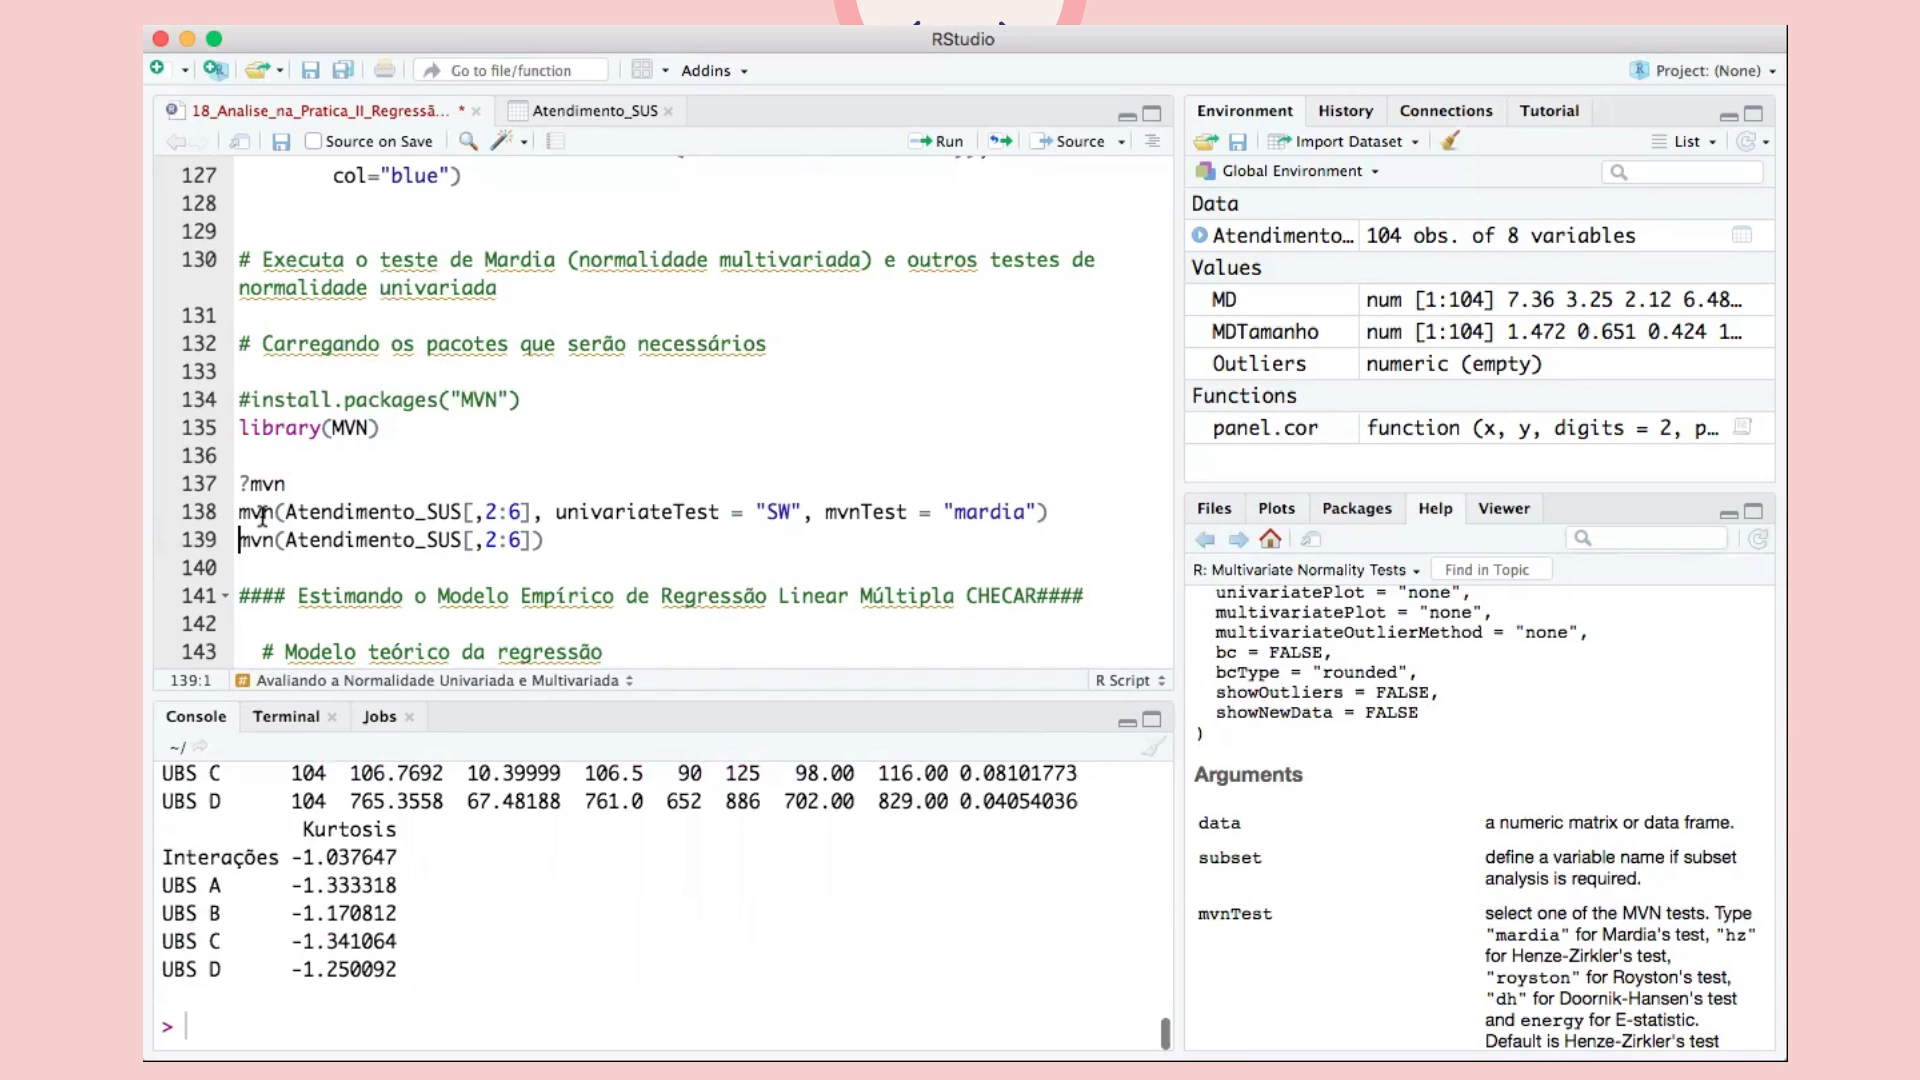 RStudio
Go to file/function
Addins
Project: (None)
18_Analise_na_Pratica_II_Regressã... *
Atendimento_SUS
Source on Save
Run
Source
127 col="blue")
128
129
130 # Executa o teste de Mardia (normalidade multivariada) e outros testes de
normalidade univariada
131
132 # Carregando os pacotes que serão necessários
133
134 #install.packages("MVN")
135 library(MVN)
136
137 ?mvn
138 mvn(Atendimento_SUS[,2:6], univariateTest = "SW", mvnTest = "mardia")
139 mvn(Atendimento_SUS[,2:6])
140
141 #### Estimando o Modelo Empírico de Regressão Linear Múltipla CHECAR####
142
143 # Modelo teórico da regressão
139:1 # Avaliando a Normalidade Univariada e Multivariada
R Script
Console Terminal Jobs
~/
UBS C 104 106.7692 10.39999 106.5 90 125 98.00 116.00 0.08101773
UBS D 104 765.3558 67.48188 761.0 652 886 702.00 829.00 0.04054036
Kurtosis
Interações -1.037647
UBS A -1.333318
UBS B -1.170812
UBS C -1.341064
UBS D -1.250092
>
Environment History Connections Tutorial
Import Dataset
List
Global Environment
Data
Atendimento... 104 obs. of 8 variables
Values
MD num [1:104] 7.36 3.25 2.12 6.48...
MDTamanho num [1:104] 1.472 0.651 0.424 1...
Outliers numeric (empty)
Functions
panel.cor function (x, y, digits = 2, p...
Files Plots Packages Help Viewer
R: Multivariate Normality Tests
Find in Topic
univariatePlot = "none",
multivariatePlot = "none",
multivariateOutlierMethod = "none",
bc = FALSE,
bcType = "rounded",
showOutliers = FALSE,
showNewData = FALSE
)
Arguments
data a numeric matrix or data frame.
subset define a variable name if subset
analysis is required.
mvnTest select one of the MVN tests. Type
"mardia" for Mardia's test, "hz"
for Henze-Zirkler's test,
"royston" for Royston's test,
"dh" for Doornik-Hansen's test
and energy for E-statistic.
Default is Henze-Zirkler's test